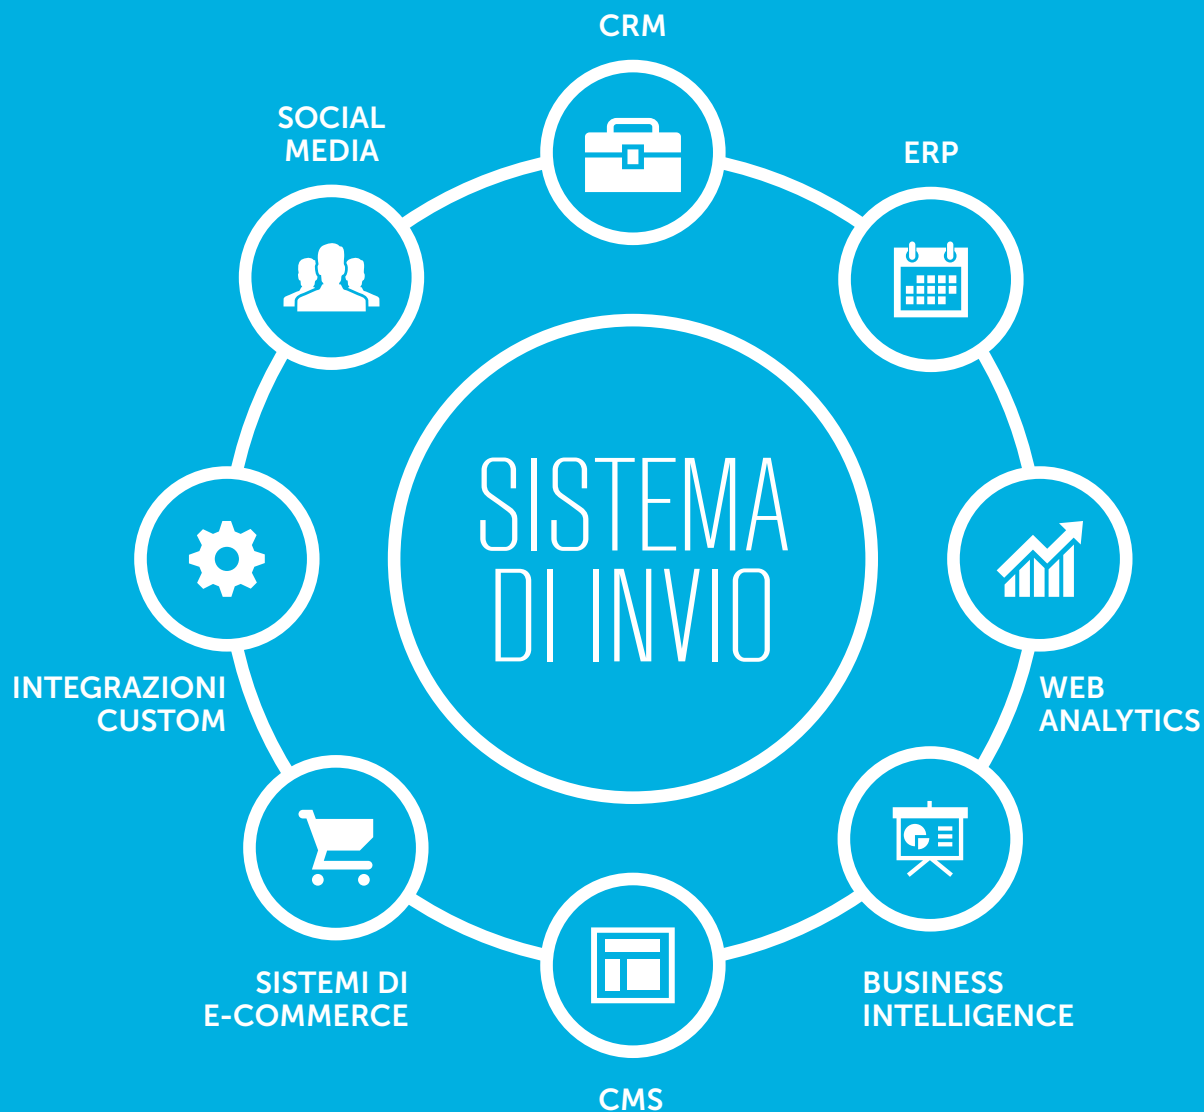 CRM
SOCIAL
MEDIA
ERP
SISTEMA
DI INVIO
INTEGRAZIONI
CUSTOM
WEB
ANALYTICS
SISTEMI DI
E-COMMERCE
BUSINESS
INTELLIGENCE
CMS